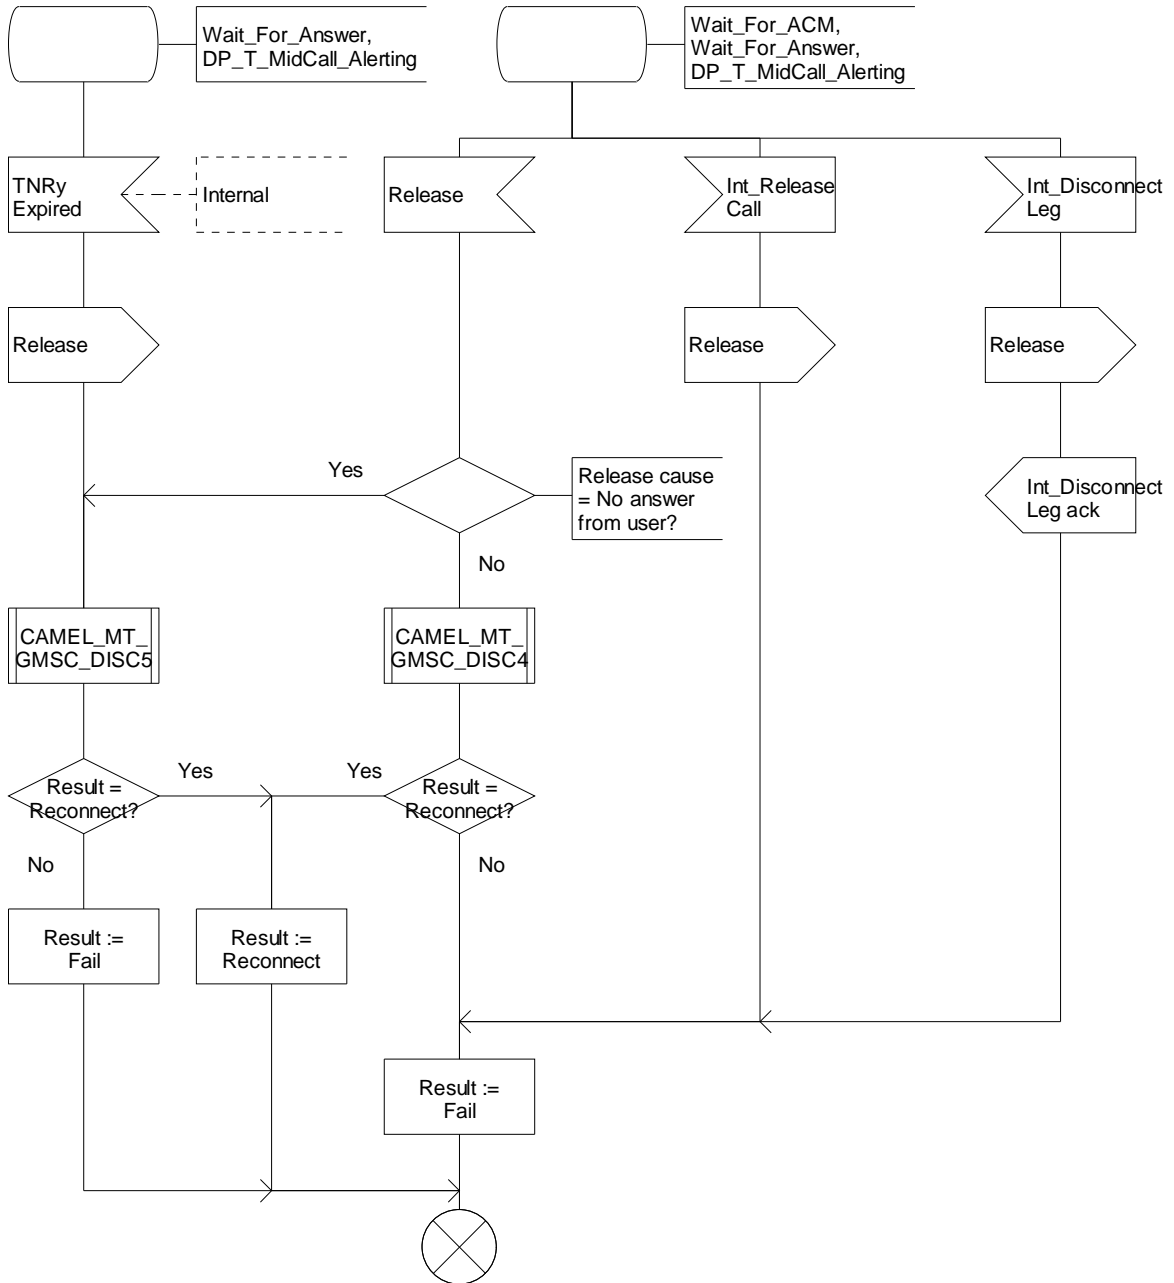 Wait_For_Answer,
DP_T_MidCall_Alerting
Wait_For_ACM,
Wait_For_Answer,
DP_T_MidCall_Alerting
TNRy
Expired
Internal
Release
Int_Release
Call
Int_Disconnect
Leg
Release
Release
Release
Yes
Release cause
= No answer
from user?
Int_Disconnect
Leg ack
No
CAMEL_MT_
GMSC_DISC5
CAMEL_MT_
GMSC_DISC4
Result =
Reconnect?
Yes
Yes
Result =
Reconnect?
No
No
Result :=
Fail
Result :=
Reconnect
Result :=
Fail